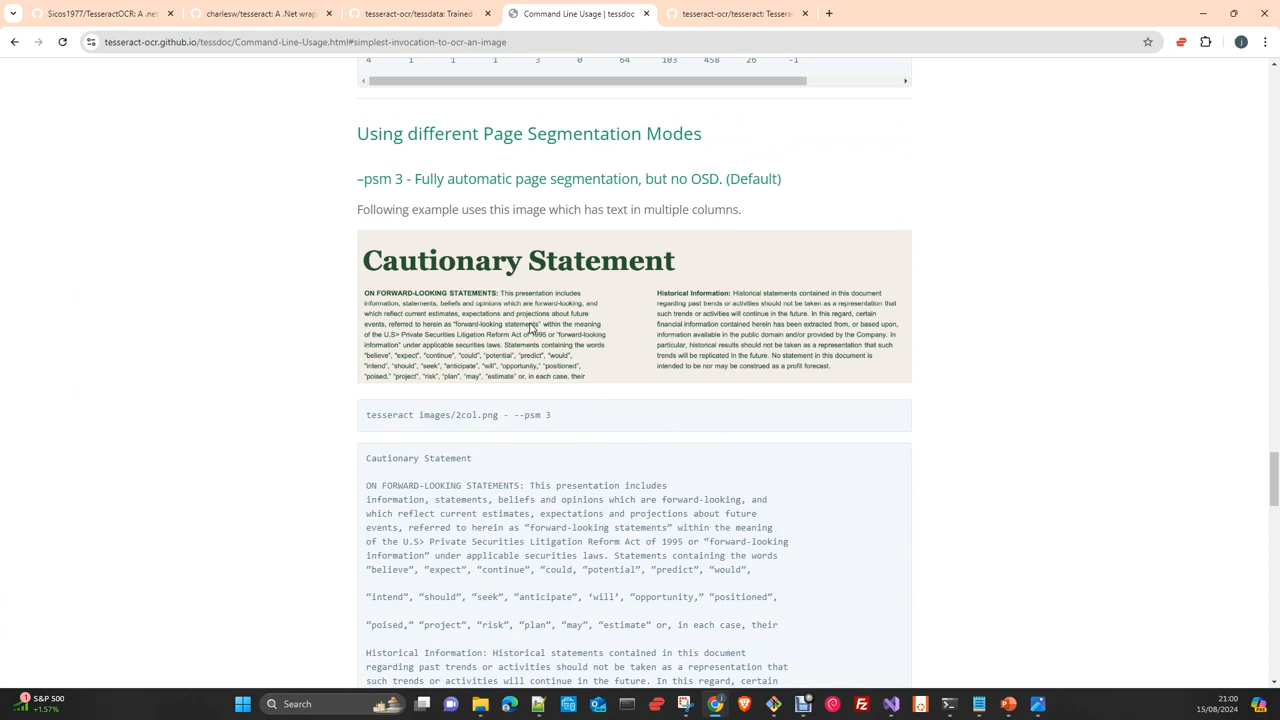 Sicos1977/TesseractOCR: A .net
charlesw/tesseract: A .Net wrapp
tesseract-ocr/tessdata: Trained
Command Line Usage | tessdoc
tesseract-ocr/tesseract: Tesserac
tesseract-ocr.github.io/tessdoc/Command-Line-Usage.html#simplest-invocation-to-ocr-an-image
4 1 1 1 3 0 64 103 458 26 -1
Using different Page Segmentation Modes
–psm 3 - Fully automatic page segmentation, but no OSD. (Default)
Following example uses this image which has text in multiple columns.
Cautionary Statement
ON FORWARD-LOOKING STATEMENTS: This presentation includes
information, statements, beliefs and opinions which are forward-looking, and
which reflect current estimates, expectations and projections about future
events, referred to herein as “forward-looking statements” within the meaning
of the U.S> Private Securities Litigation Reform Act of 1995 or “forward-looking
information” under applicable securities laws. Statements containing the words
“believe”, “expect”, “continue”, “could”, “potential”, “predict”, “would”,
“intend”, “should”, “seek”, “anticipate”, “will”, “opportunity,” “positioned”,
“poised,” “project”, “risk”, “plan”, “may”, “estimate” or, in each case, their
Historical Information: Historical statements contained in this document
regarding past trends or activities should not be taken as a representation that
such trends or activities will continue in the future. In this regard, certain
financial information contained herein has been extracted from, or based upon,
information available in the public domain and/or provided by the Company. In
particular, historical results should not be taken as a representation that such
trends will be replicated in the future. No statement in this document is
intended to be nor may be construed as a profit forecast.
tesseract images/2col.png - --psm 3
Cautionary Statement
ON FORWARD-LOOKING STATEMENTS: This presentation includes
information, statements, beliefs and opinions which are forward-looking, and
which reflect current estimates, expectations and projections about future
events, referred to herein as “forward-looking statements” within the meaning
of the U.S> Private Securities Litigation Reform Act of 1995 or “forward-looking
information” under applicable securities laws. Statements containing the words
“believe”, “expect”, “continue”, “could, “potential”, “predict”, “would”,
“intend”, “should”, “seek”, “anticipate”, ‘will’, “opportunity,” “positioned”,
“poised,” “project”, “risk”, “plan”, “may”, “estimate” or, in each case, their
Historical Information: Historical statements contained in this document
regarding past trends or activities should not be taken as a representation that
such trends or activities will continue in the future. In this regard, certain
S&P 500
+1.57%
Search
21:00
15/08/2024